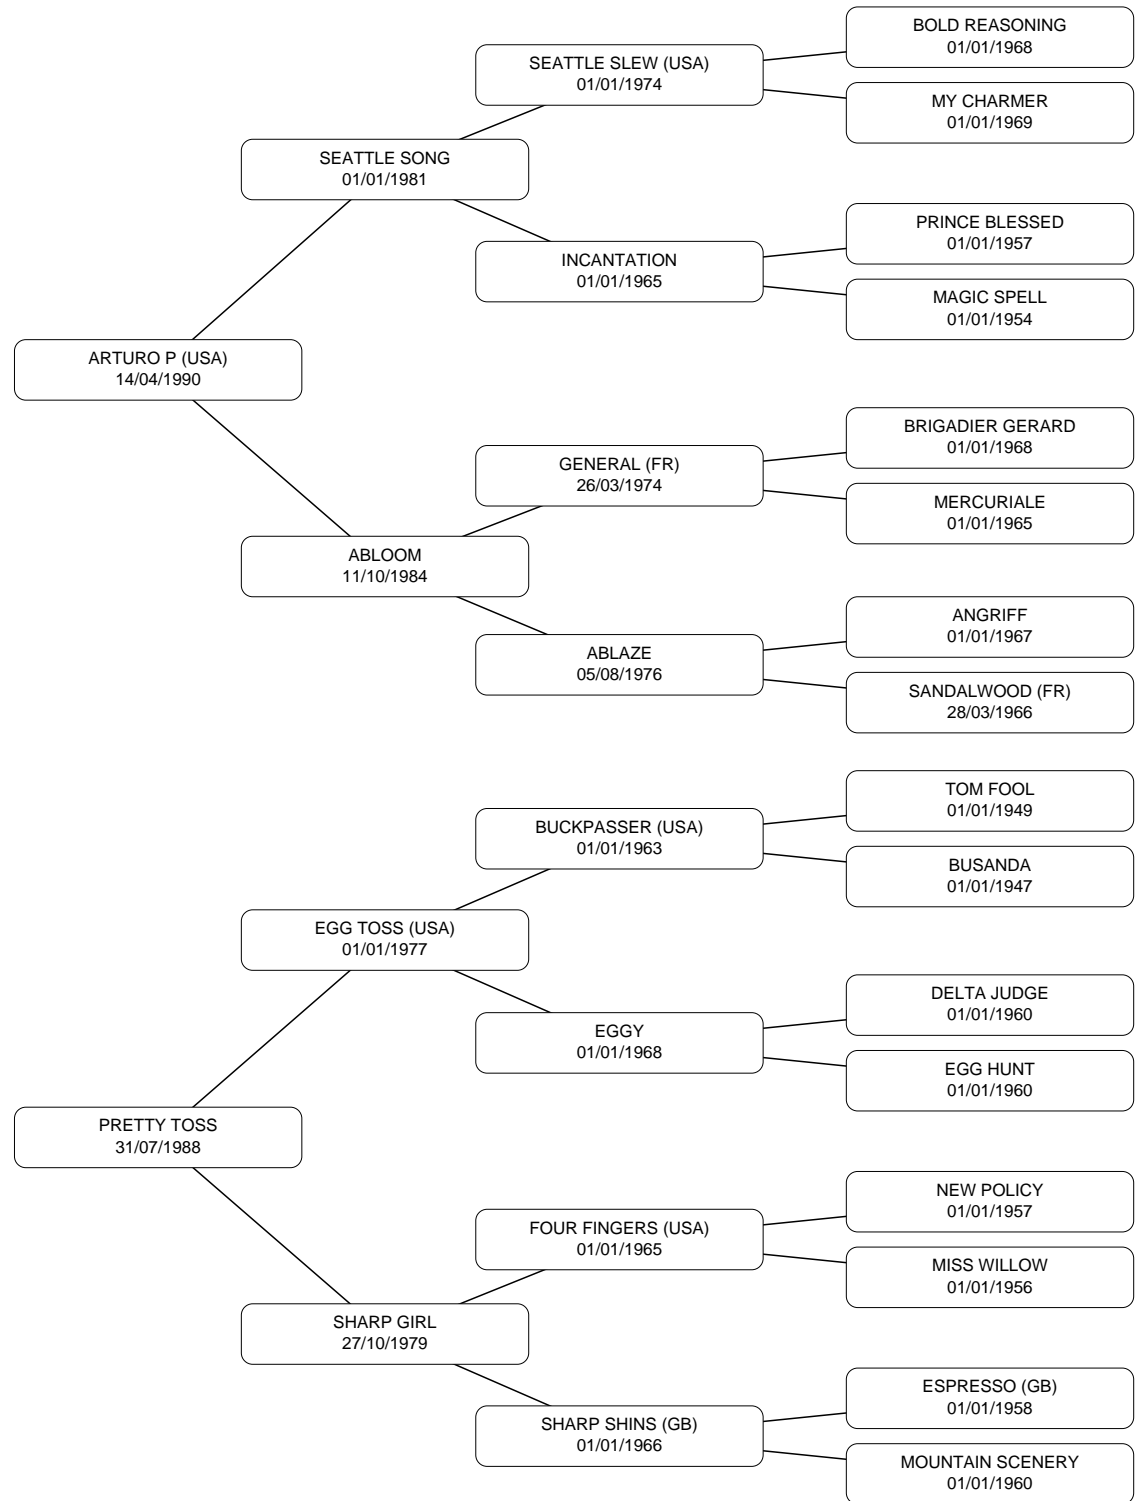 BOLD REASONING
01/01/1968
SEATTLE SLEW (USA)
01/01/1974
MY CHARMER
01/01/1969
SEATTLE SONG
01/01/1981
PRINCE BLESSED
01/01/1957
INCANTATION
01/01/1965
MAGIC SPELL
01/01/1954
ARTURO P (USA)
14/04/1990
BRIGADIER GERARD
01/01/1968
GENERAL (FR)
26/03/1974
MERCURIALE
01/01/1965
ABLOOM
11/10/1984
ANGRIFF
01/01/1967
ABLAZE
05/08/1976
SANDALWOOD (FR)
28/03/1966
TOM FOOL
01/01/1949
BUCKPASSER (USA)
01/01/1963
BUSANDA
01/01/1947
EGG TOSS (USA)
01/01/1977
DELTA JUDGE
01/01/1960
EGGY
01/01/1968
EGG HUNT
01/01/1960
PRETTY TOSS
31/07/1988
NEW POLICY
01/01/1957
FOUR FINGERS (USA)
01/01/1965
MISS WILLOW
01/01/1956
SHARP GIRL
27/10/1979
ESPRESSO (GB)
01/01/1958
SHARP SHINS (GB)
01/01/1966
MOUNTAIN SCENERY
01/01/1960